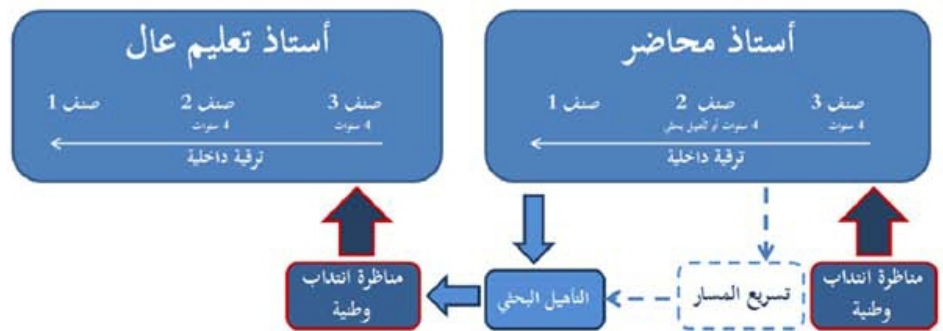 أستاذ محاضر
صنف 3
4 سنوات
صنف 2
4 سنوات أو تأهيل بحثي
صنف 1
ترقية داخلية
أستاذ تعليم عال
صنف 3
4 سنوات
صنف 2
4 سنوات
صنف 1
ترقية داخلية
مناظرة انتداب
وطنية
تسريع المسار
التأهيل البحثي
مناظرة انتداب
وطنية